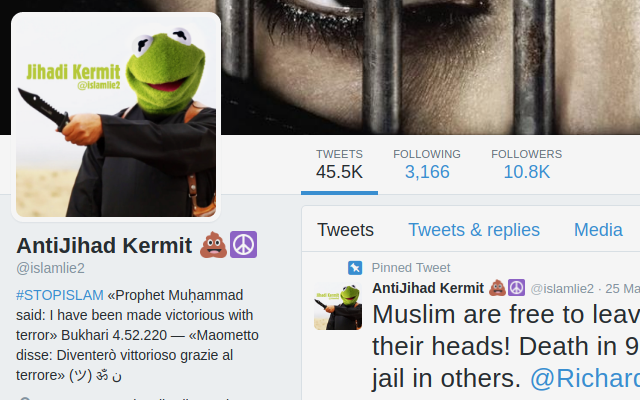 Jihadi Kermit
@islamlie2
TWEETS FOLLOWING FOLLOWERS
45.5K 3,166 10.8K
AntiJihad Kermit 💩☮
@islamlie2
#STOPISLAM «Prophet Muḥammad
said: I have been made victorious with
terror» Bukhari 4.52.220 — «Maometto
disse: Diventerò vittorioso grazie al
terrore» (ツ) ॐ ن
Tweets Tweets & replies Media
Pinned Tweet
AntiJihad Kermit 💩☮ @islamlie2 · 25 Ma
Muslim are free to leav
their heads! Death in 9
jail in others. @Richard